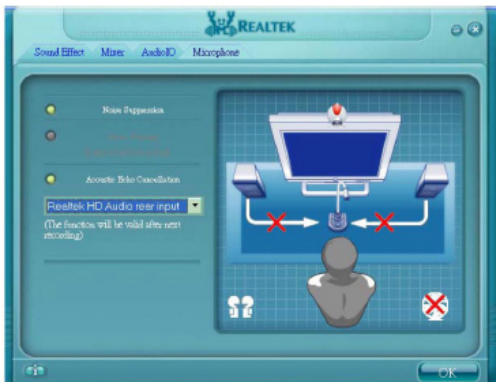 REALTEK
Sound Effect Mixer AudioIO Microphone
Noise Suppression
Acoustic Echo Cancellation
Realtek HD Audio rear input
(The function will be valid after next
recording)
OK